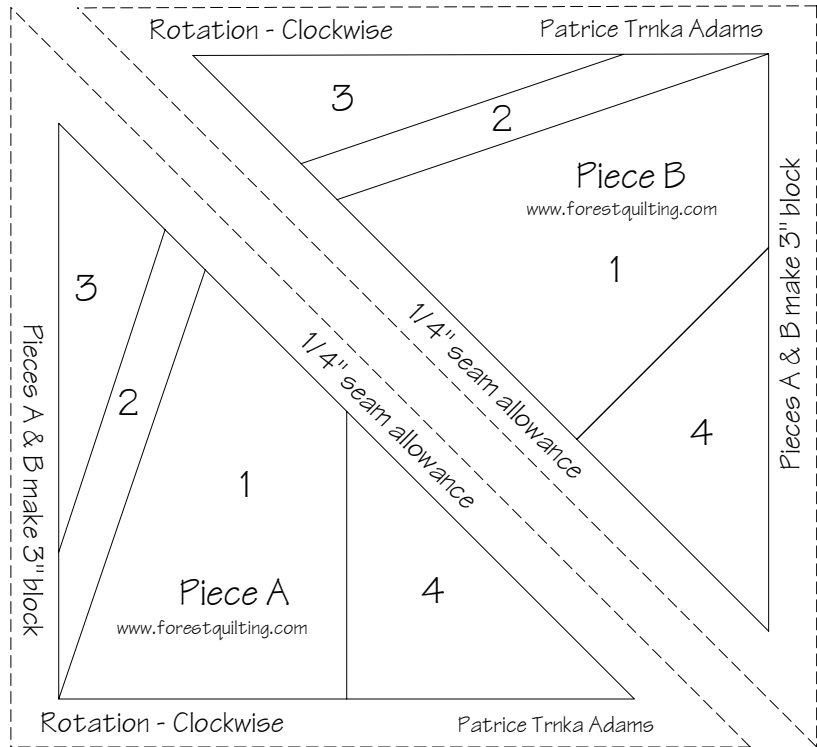 Rotation - Clockwise
Patrice Trnka Adams
3
2
Piece B
www.forestquilting.com
1
4
1/4" seam allowance
Pieces A & B make 3" block
Pieces A & B make 3" block
3
2
1
1/4" seam allowance
4
Piece A
www.forestquilting.com
Rotation - Clockwise
Patrice Trnka Adams